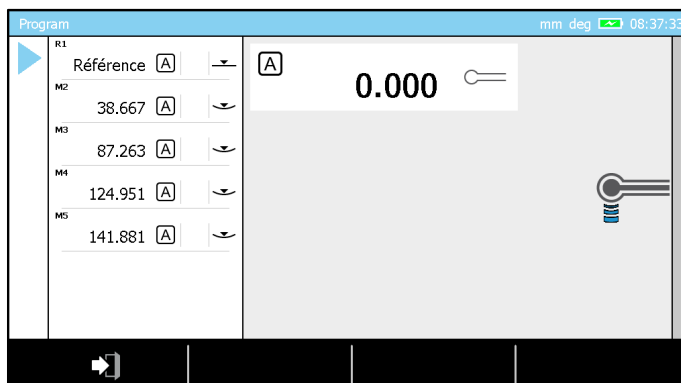 Program
mm deg 08:37:33
R1
Référence A
M2
38.667 A
M3
87.263 A
M4
124.951 A
M5
141.881 A
A
0.000